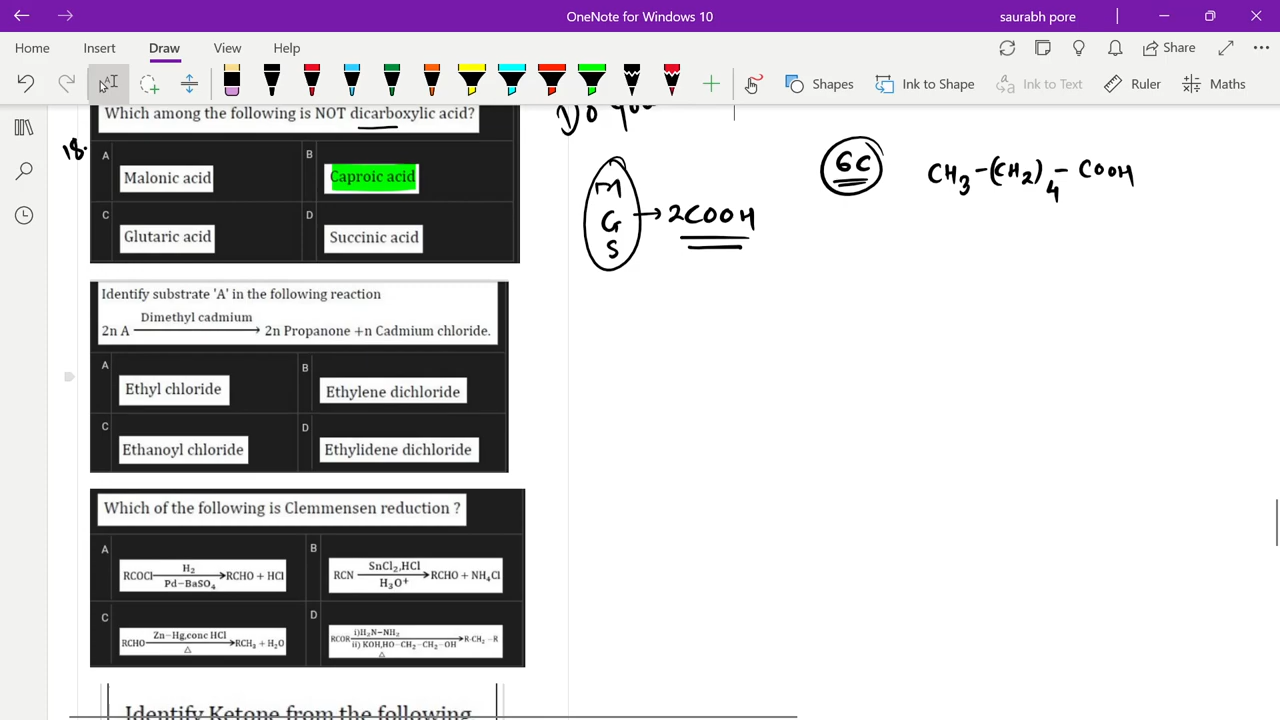 OneNote for Windows 10
saurabh pore
Home Insert Draw View Help
Share
Shapes Ink to Shape Ink to Text Ruler Maths
Which among the following is NOT dicarboxylic acid?
Do you
18.
A Malonic acid
B Caproic acid
C Glutaric acid
D Succinic acid
M
G → 2COOH
S
6C CH3-(CH2)4-COOH
Identify substrate 'A' in the following reaction
2n A Dimethyl cadmium → 2n Propanone +n Cadmium chloride.
A Ethyl chloride
B Ethylene dichloride
C Ethanoyl chloride
D Ethylidene dichloride
Which of the following is Clemmensen reduction ?
A RCOCl H2 Pd-BaSO4 → RCHO + HCl
B RCN SnCl2,HCl H3O+ → RCHO + NH4Cl
C RCHO Zn-Hg,conc HCl △ → RCH3 + H2O
D RCOR i)H2N-NH2 ii) KOH,HO-CH2-CH2-OH △ → R-CH2-R
Identify Ketone from the following